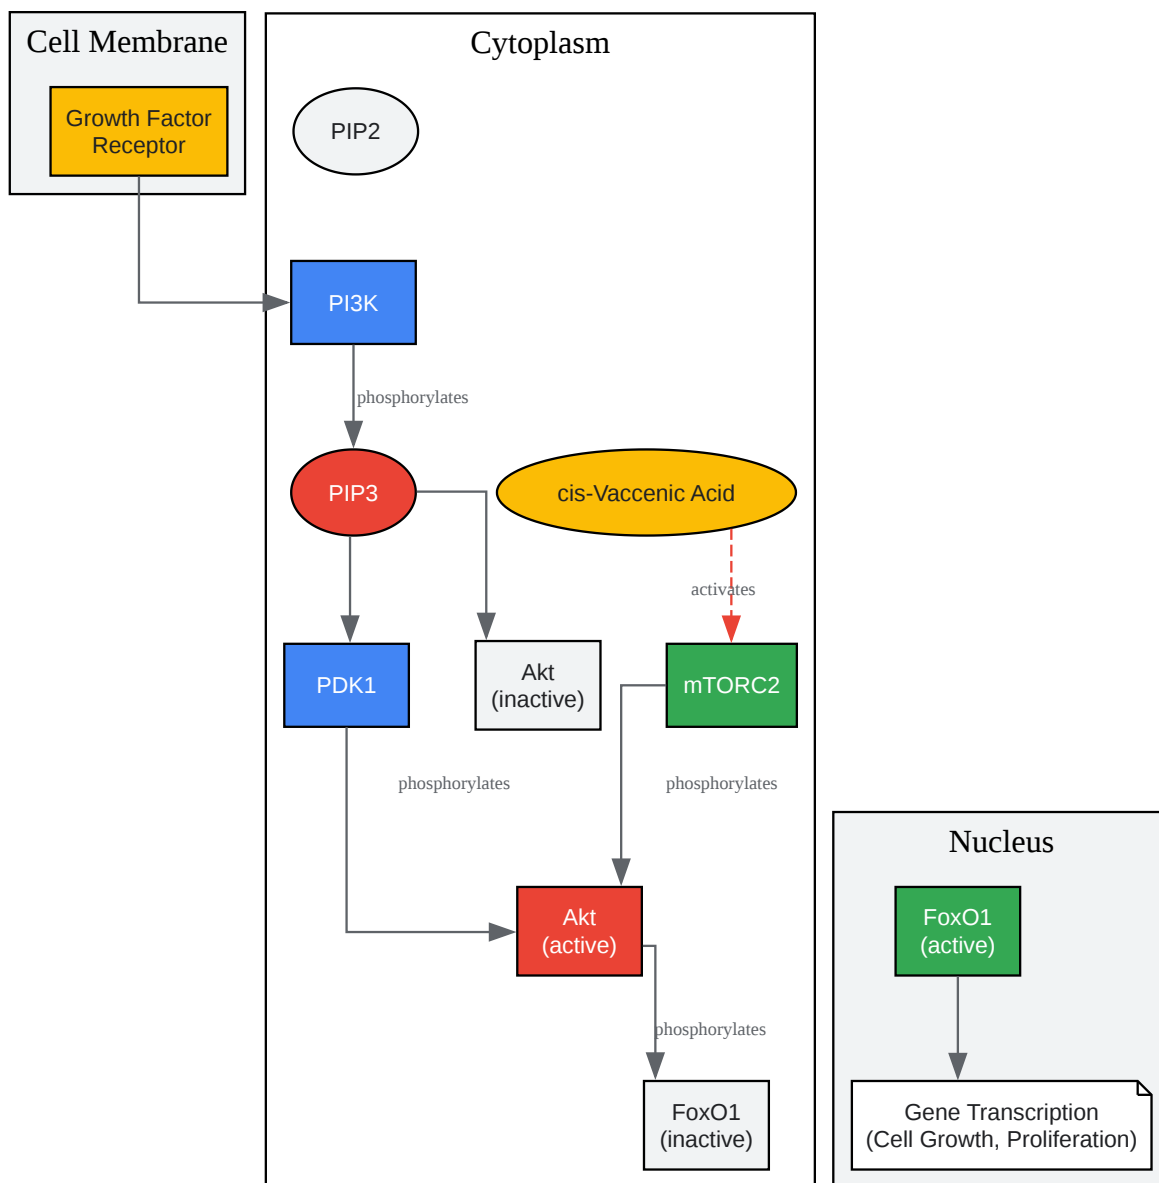 Cell Membrane
Cytoplasm
Growth Factor
Receptor
PIP2
PI3K
phosphorylates
PIP3
cis-Vaccenic Acid
activates
PDK1
Akt
(inactive)
mTORC2
phosphorylates
phosphorylates
Nucleus
Akt
(active)
FoxO1
(active)
phosphorylates
FoxO1
(inactive)
Gene Transcription
(Cell Growth, Proliferation)